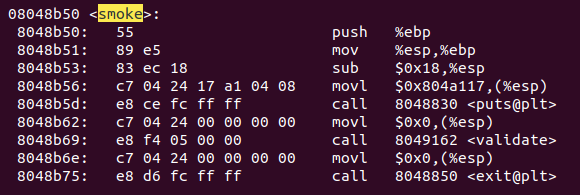 08048b50 <smoke>:
8048b50: 55 push %ebp
8048b51: 89 e5 mov %esp,%ebp
8048b53: 83 ec 18 sub $0x18,%esp
8048b56: c7 04 24 17 a1 04 08 movl $0x804a117,(%esp)
8048b5d: e8 ce fc ff ff call 8048830 <puts@plt>
8048b62: c7 04 24 00 00 00 00 movl $0x0,(%esp)
8048b69: e8 f4 05 00 00 call 8049162 <validate>
8048b6e: c7 04 24 00 00 00 00 movl $0x0,(%esp)
8048b75: e8 d6 fc ff ff call 8048850 <exit@plt>